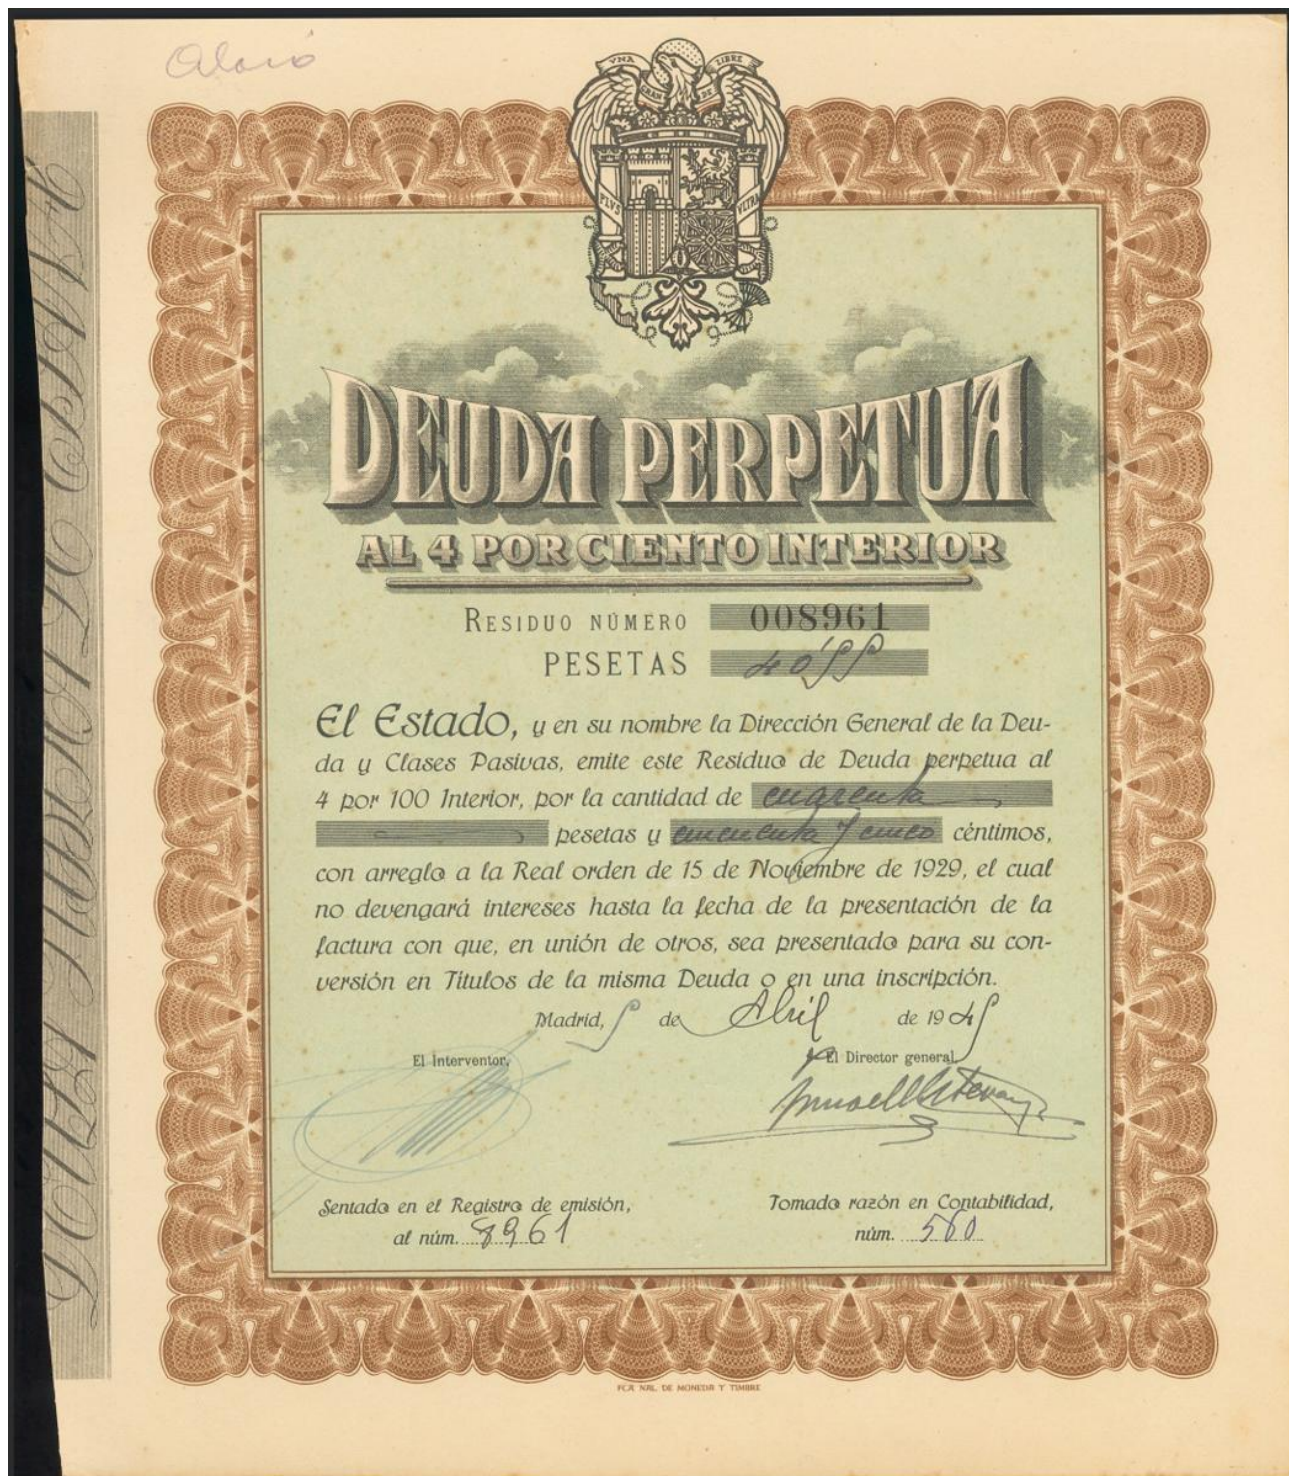 VNA GRANDE LIBRE
PLVS VLTRA
DEUDA PERPETUA
AL 4 POR CIENTO INTERIOR
RESIDUO NÚMERO 008961
PESETAS 40'55
El Estado, y en su nombre la Dirección General de la Deu-
da y Clases Pasivas, emite este Residuo de Deuda perpetua al
4 por 100 Interior, por la cantidad de cuarenta
pesetas y cincuenta y cinco céntimos,
con arreglo a la Real orden de 15 de Noviembre de 1929, el cual
no devengará intereses hasta la fecha de la presentación de la
factura con que, en unión de otros, sea presentado para su con-
versión en Títulos de la misma Deuda o en una inscripción.
Madrid, 5 de Abril de 1945
El Interventor,
El Director general,
Sentado en el Registro de emisión,
al núm. 8961
Tomado razón en Contabilidad,
núm. 560
FCA NAL. DE MONEDA Y TIMBRE